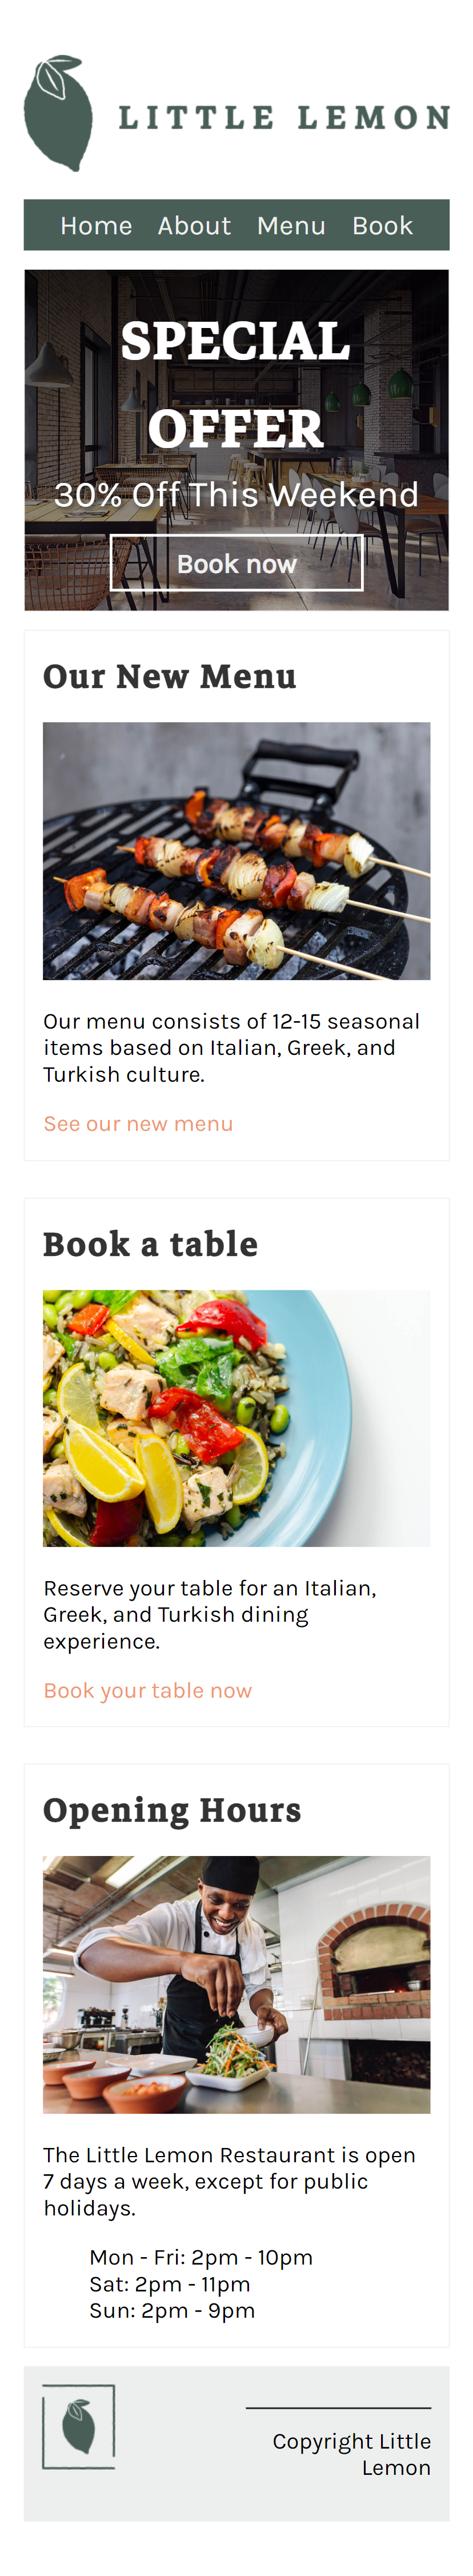 LITTLE LEMON
Home About Menu Book
SPECIAL
OFFER
30% Off This Weekend
Book now
Our New Menu
Our menu consists of 12-15 seasonal
items based on Italian, Greek, and
Turkish culture.
See our new menu
Book a table
Reserve your table for an Italian,
Greek, and Turkish dining
experience.
Book your table now
Opening Hours
The Little Lemon Restaurant is open
7 days a week, except for public
holidays.
Mon - Fri: 2pm - 10pm
Sat: 2pm - 11pm
Sun: 2pm - 9pm
Copyright Little
Lemon